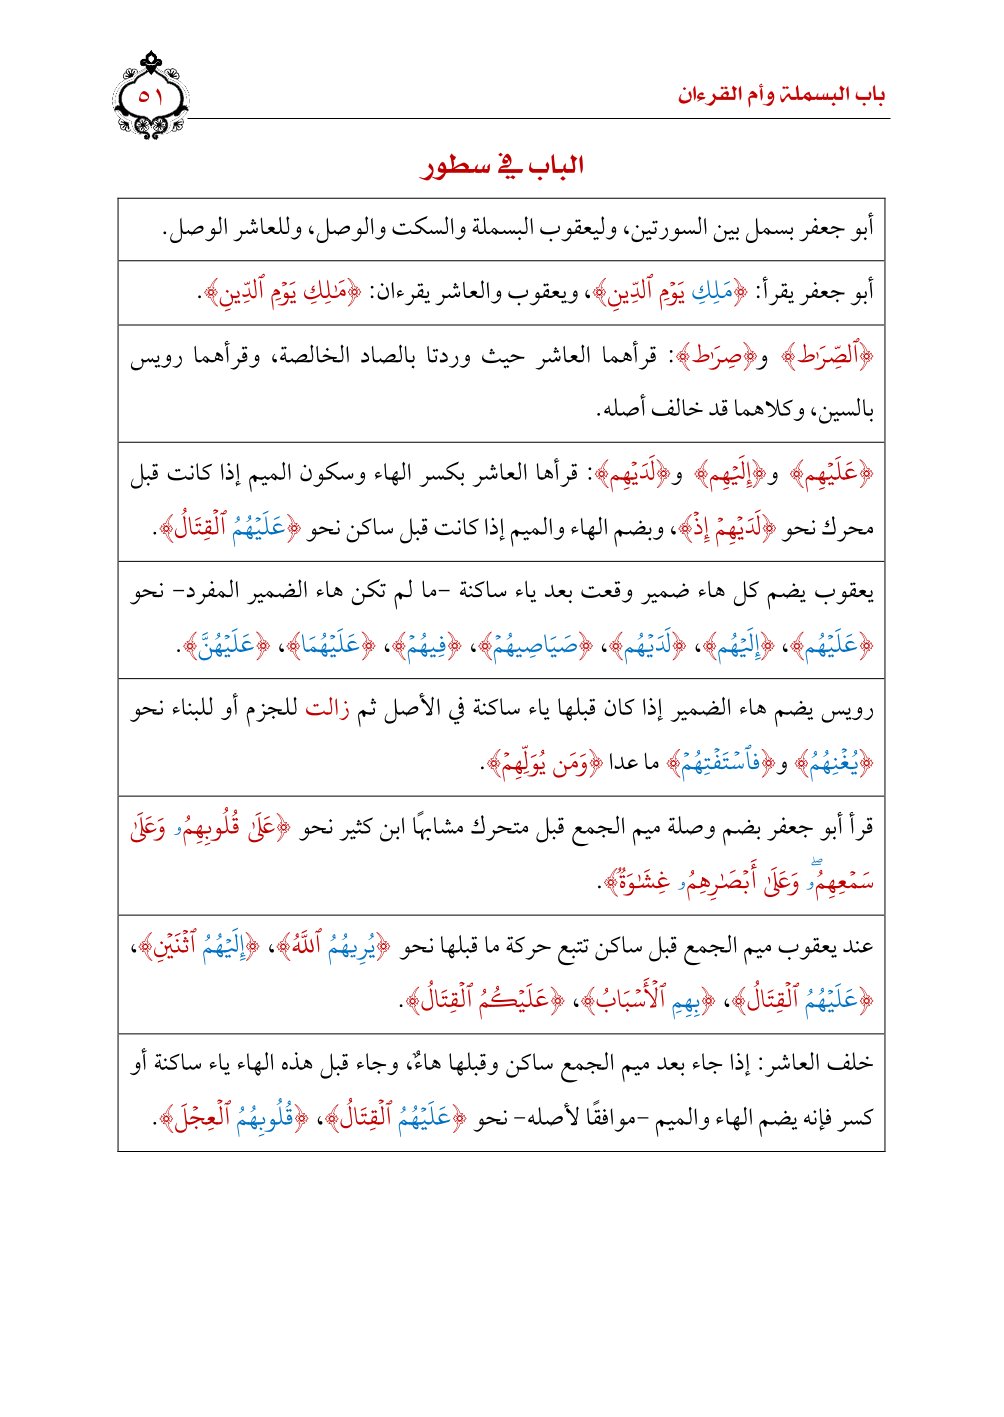 باب البسملة وأم القرءان
٥١
الباب في سطور
أبو جعفر بسمل بين السورتين، وليعقوب البسملة والسكت والوصل، وللعاشر الوصل.
أبو جعفر يقرأ: ﴿مَلِكِ يَوۡمِ ٱلدِّينِ﴾، ويعقوب والعاشر يقرءان: ﴿مَٰلِكِ يَوۡمِ ٱلدِّينِ﴾.
﴿ٱلصِّرَٰط﴾ و﴿صِرَٰط﴾: قرأهما العاشر حيث وردتا بالصاد الخالصة، وقرأهما رويس
بالسين، وكلاهما قد خالف أصله.
﴿عَلَيۡهِم﴾ و﴿إِلَيۡهِم﴾ و﴿لَدَيۡهِم﴾: قرأها العاشر بكسر الهاء وسكون الميم إذا كانت قبل
محرك نحو ﴿لَدَيۡهِمۡ إِذۡ﴾، وبضم الهاء والميم إذا كانت قبل ساكن نحو ﴿عَلَيۡهُمُ ٱلۡقِتَالُ﴾.
يعقوب يضم كل هاء ضمير وقعت بعد ياء ساكنة -ما لم تكن هاء الضمير المفرد- نحو
﴿عَلَيۡهُم﴾، ﴿إِلَيۡهُم﴾، ﴿لَدَيۡهُم﴾، ﴿صَيَاصِيهُمۡ﴾، ﴿فِيهُمۡ﴾، ﴿عَلَيۡهُمَا﴾، ﴿عَلَيۡهُنَّ﴾.
رويس يضم هاء الضمير إذا كان قبلها ياء ساكنة في الأصل ثم زالت للجزم أو للبناء نحو
﴿يُغۡنِهُمُ﴾ و﴿فَٱسۡتَفۡتِهُمۡ﴾ ما عدا ﴿وَمَن يُوَلِّهِمۡ﴾.
قرأ أبو جعفر بضم وصلة ميم الجمع قبل متحرك مشابهًا ابن كثير نحو ﴿عَلَىٰ قُلُوبِهِمُۥ وَعَلَىٰ
سَمۡعِهِمُۥٓۖ وَعَلَىٰ أَبۡصَٰرِهِمُۥ غِشَٰوَةٞ﴾.
عند يعقوب ميم الجمع قبل ساكن تتبع حركة ما قبلها نحو ﴿يُرِيهُمُ ٱللَّهُ﴾، ﴿إِلَيۡهُمُ ٱثۡنَيۡنِ﴾،
﴿عَلَيۡهُمُ ٱلۡقِتَالُ﴾، ﴿بِهِمِ ٱلۡأَسۡبَابُ﴾، ﴿عَلَيۡكُمُ ٱلۡقِتَالُ﴾.
خلف العاشر: إذا جاء بعد ميم الجمع ساكن وقبلها هاءٌ، وجاء قبل هذه الهاء ياء ساكنة أو
كسر فإنه يضم الهاء والميم -موافقًا لأصله- نحو ﴿عَلَيۡهُمُ ٱلۡقِتَالُ﴾، ﴿قُلُوبِهُمُ ٱلۡعِجۡلَ﴾.